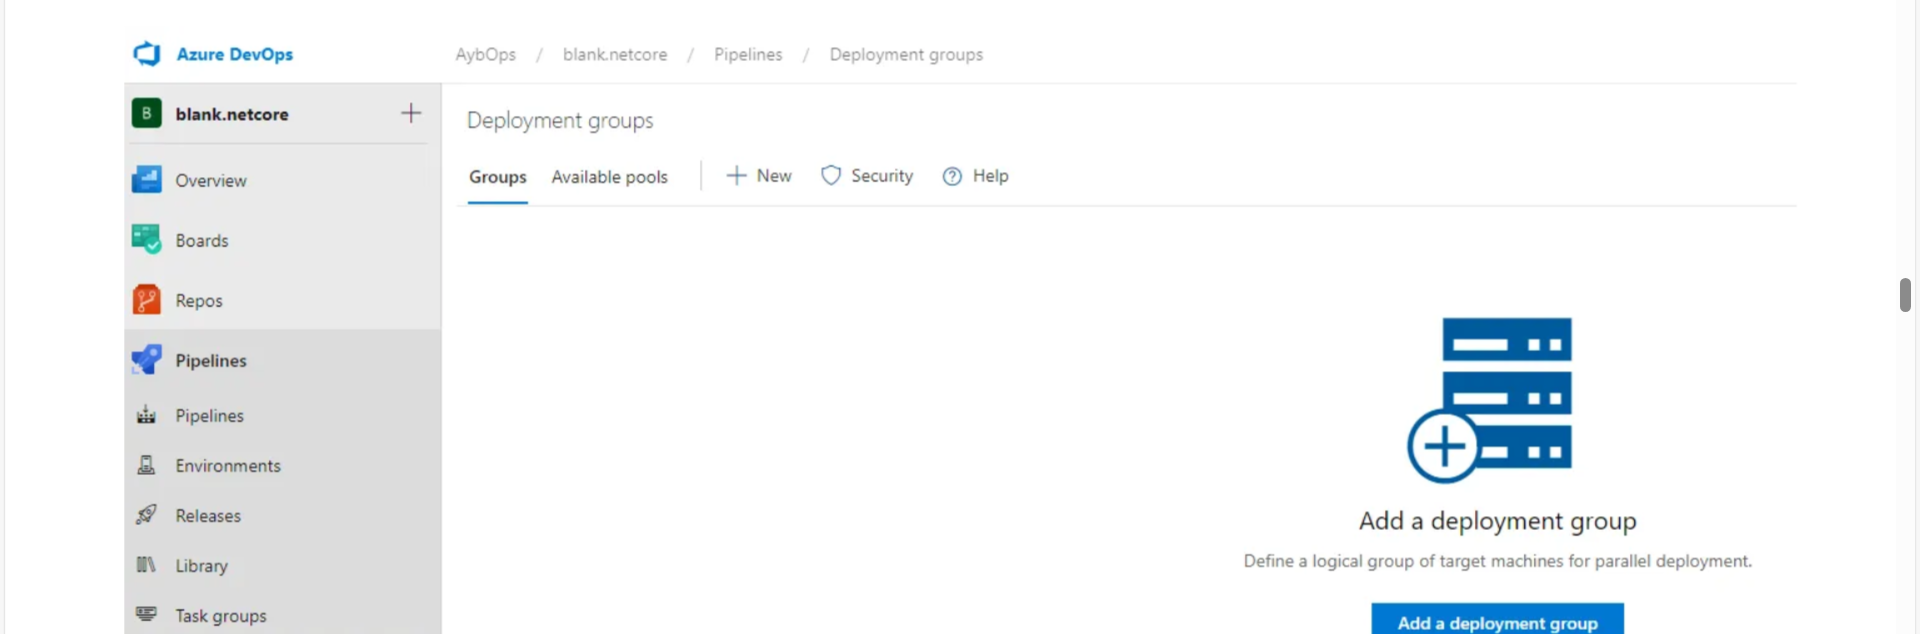 Azure DevOps
AybOps / blank.netcore / Pipelines / Deployment groups
B blank.netcore
Overview
Boards
Repos
Pipelines
Pipelines
Environments
Releases
Library
Task groups
Deployment groups
Groups Available pools New Security Help
Add a deployment group
Define a logical group of target machines for parallel deployment.
Add a deployment group